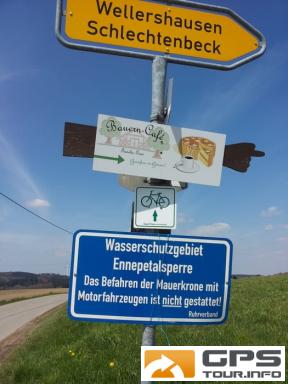 Wellershausen
Schlechtenbeck
Bauern-Café
Wasserschutzgebiet
Ennepetalsperre
Das Befahren der Mauerkrone mit
Motorfahrzeugen ist nicht gestattet!
Ruhrverband
GPS
TOUR.INFO